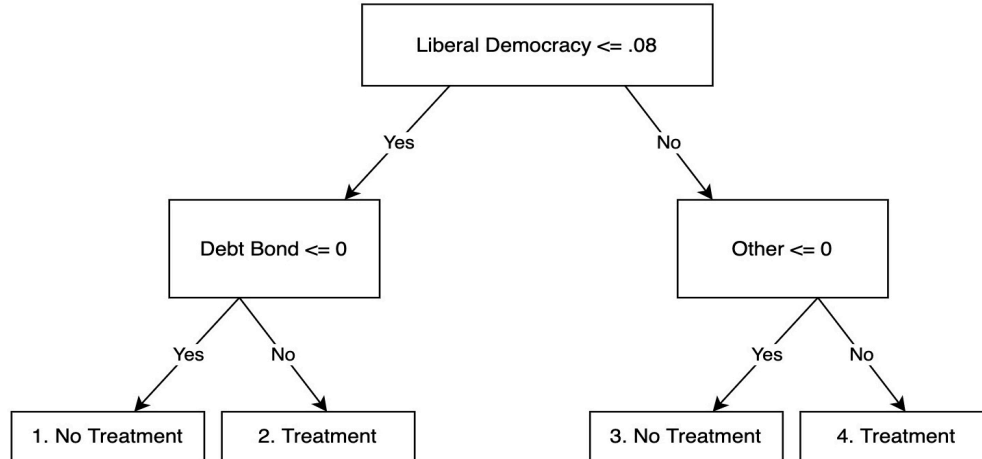 Liberal Democracy <= .08
Yes
No
Debt Bond <= 0
Other <= 0
Yes
No
Yes
No
1. No Treatment
2. Treatment
3. No Treatment
4. Treatment